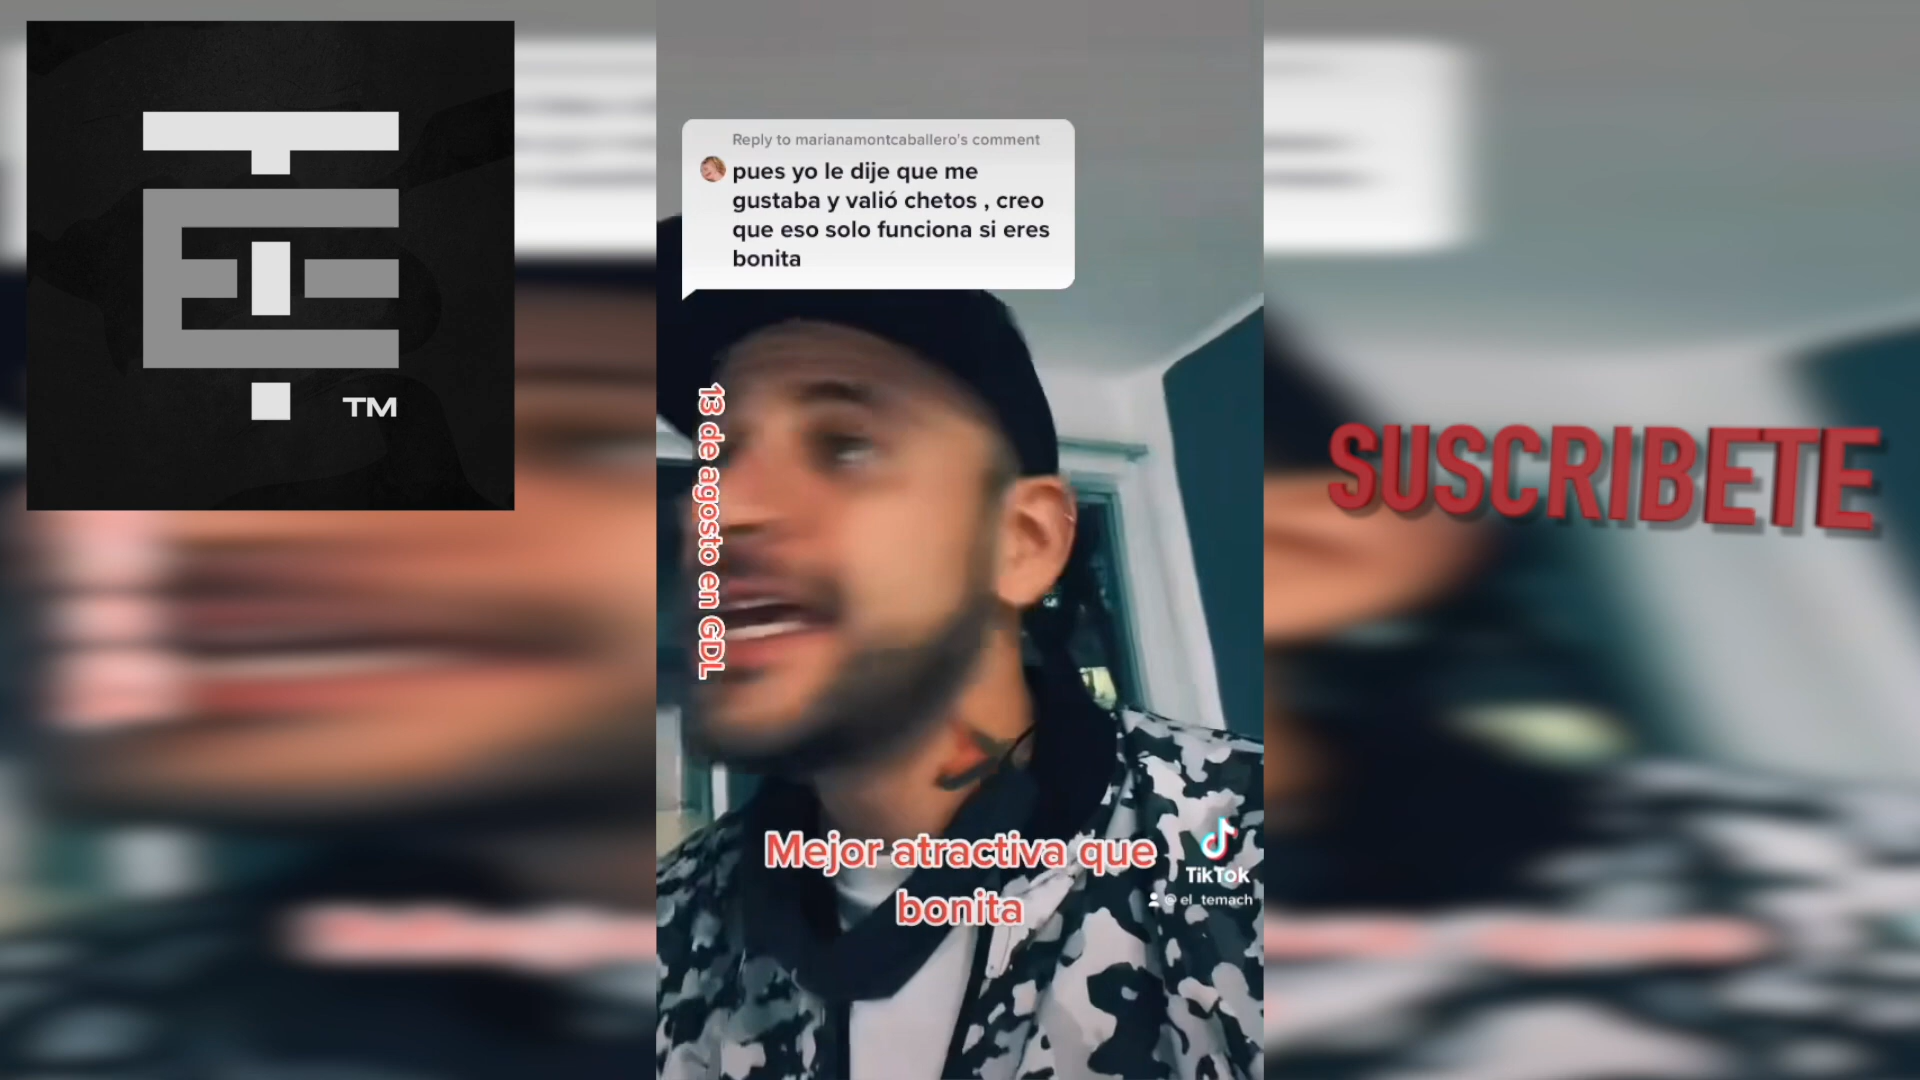 TE
TM
Reply to marianamontcaballero's comment
pues yo le dije que me
gustaba y valió chetos , creo
que eso solo funciona si eres
bonita
13 de agosto en GDL
SUSCRIBETE
Mejor atractiva que
bonita
TikTok
@ el_temach